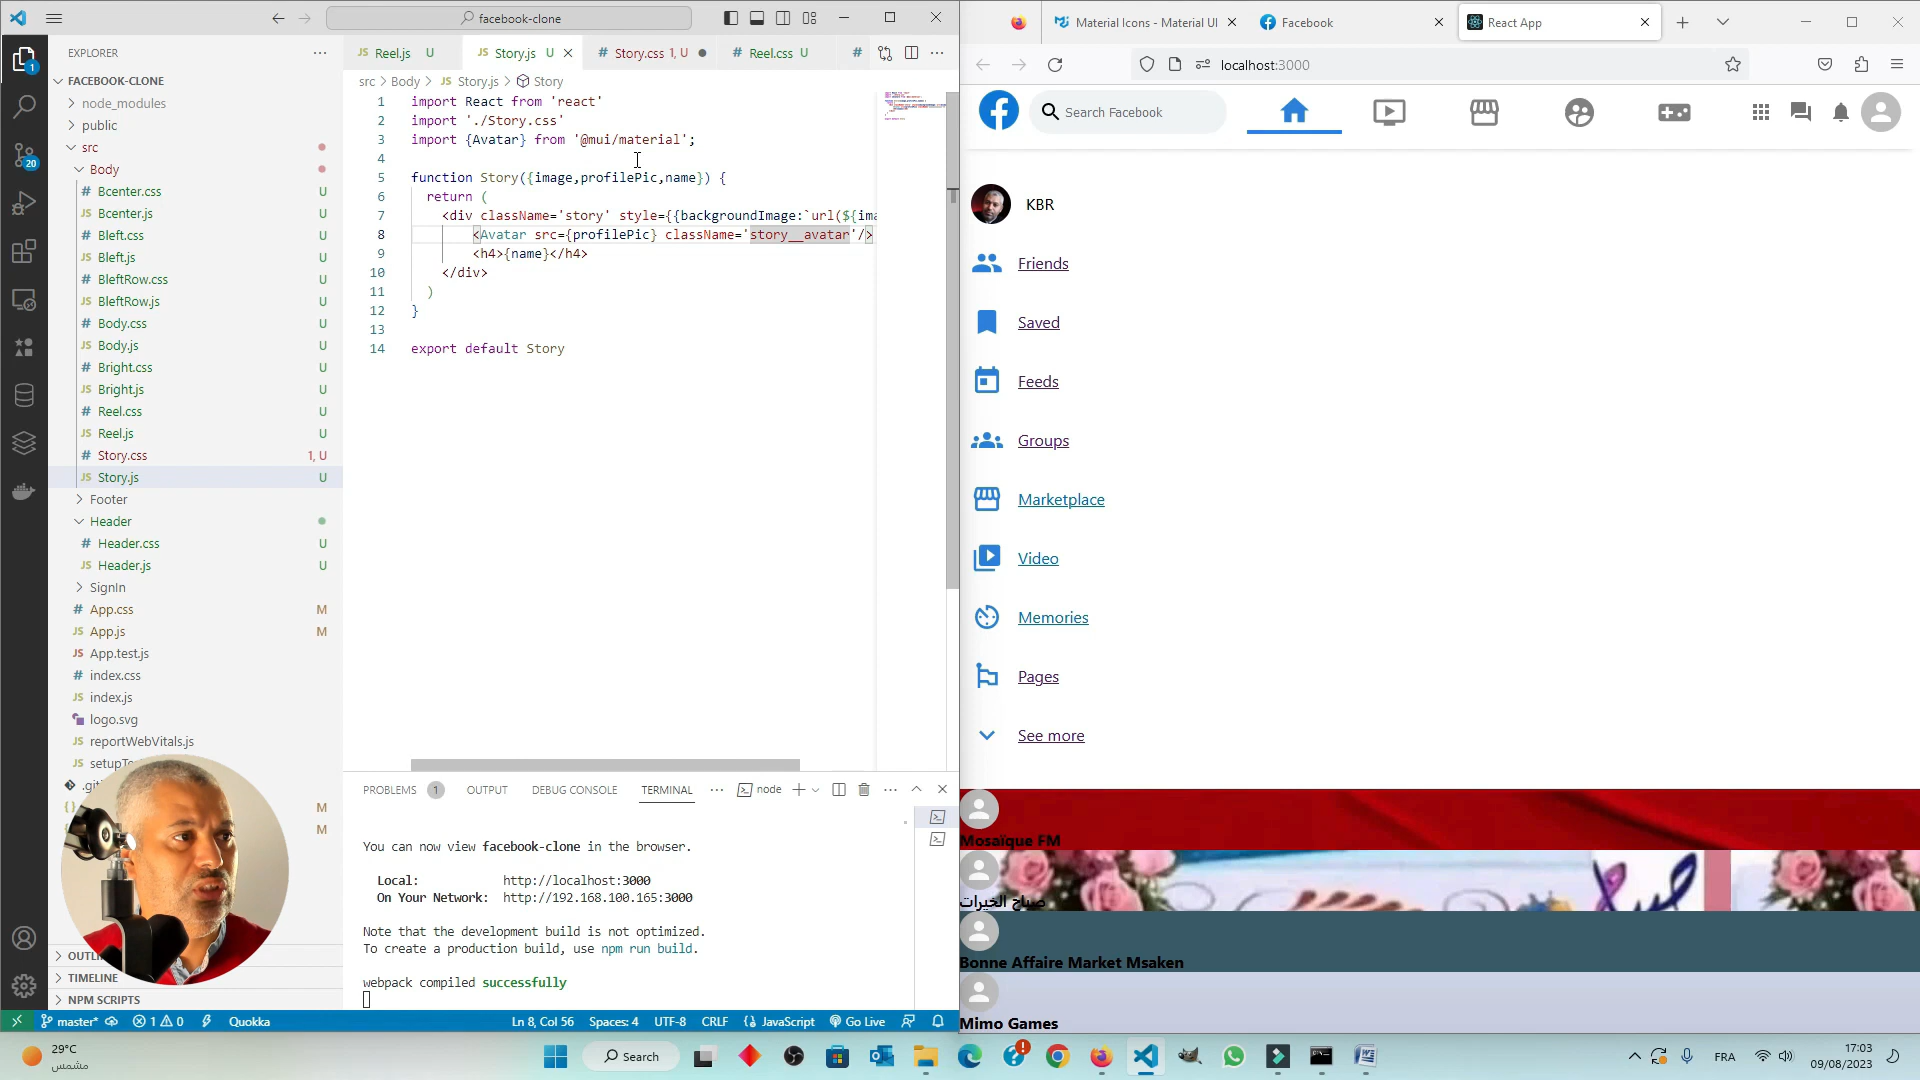 facebook-clone
EXPLORER
FACEBOOK-CLONE
node_modules
public
src
Body
Bcenter.css U
Bcenter.js U
Bleft.css U
Bleft.js U
BleftRow.css U
BleftRow.js U
Body.css U
Body.js U
Bright.css U
Bright.js U
Reel.css U
Reel.js U
Story.css 1, U
Story.js U
Footer
Header
Header.css U
Header.js U
SignIn
App.css M
App.js M
App.test.js
index.css
index.js
logo.svg
reportWebVitals.js
M
M
TIMELINE
NPM SCRIPTS
Reel.js U
Story.js U
Story.css 1, U
Reel.css U
src > Body > Story.js > Story
1 import React from 'react'
2 import './Story.css'
3 import {Avatar} from '@mui/material';
4
5 function Story({image,profilePic,name}) {
6 return (
7 <div className='story' style={{backgroundImage:`url(${ima
8 <Avatar src={profilePic} className='story__avatar'/>
9 <h4>{name}</h4>
10 </div>
11 )
12 }
13
14 export default Story
PROBLEMS 1 OUTPUT DEBUG CONSOLE TERMINAL node
You can now view facebook-clone in the browser.
Local: http://localhost:3000
On Your Network: http://192.168.100.165:3000
Note that the development build is not optimized.
To create a production build, use npm run build.
webpack compiled successfully
master* 1 0 Quokka Ln 8, Col 56 Spaces: 4 UTF-8 CRLF {} JavaScript Go Live
Material Icons - Material UI
Facebook
React App
localhost:3000
Search Facebook
KBR
Friends
Saved
Feeds
Groups
Marketplace
Video
Memories
Pages
See more
Mosaïque FM
صباح الخيرات
Bonne Affaire Market Msaken
Mimo Games
29°C
مشمس
Search
FRA
17:03
09/08/2023